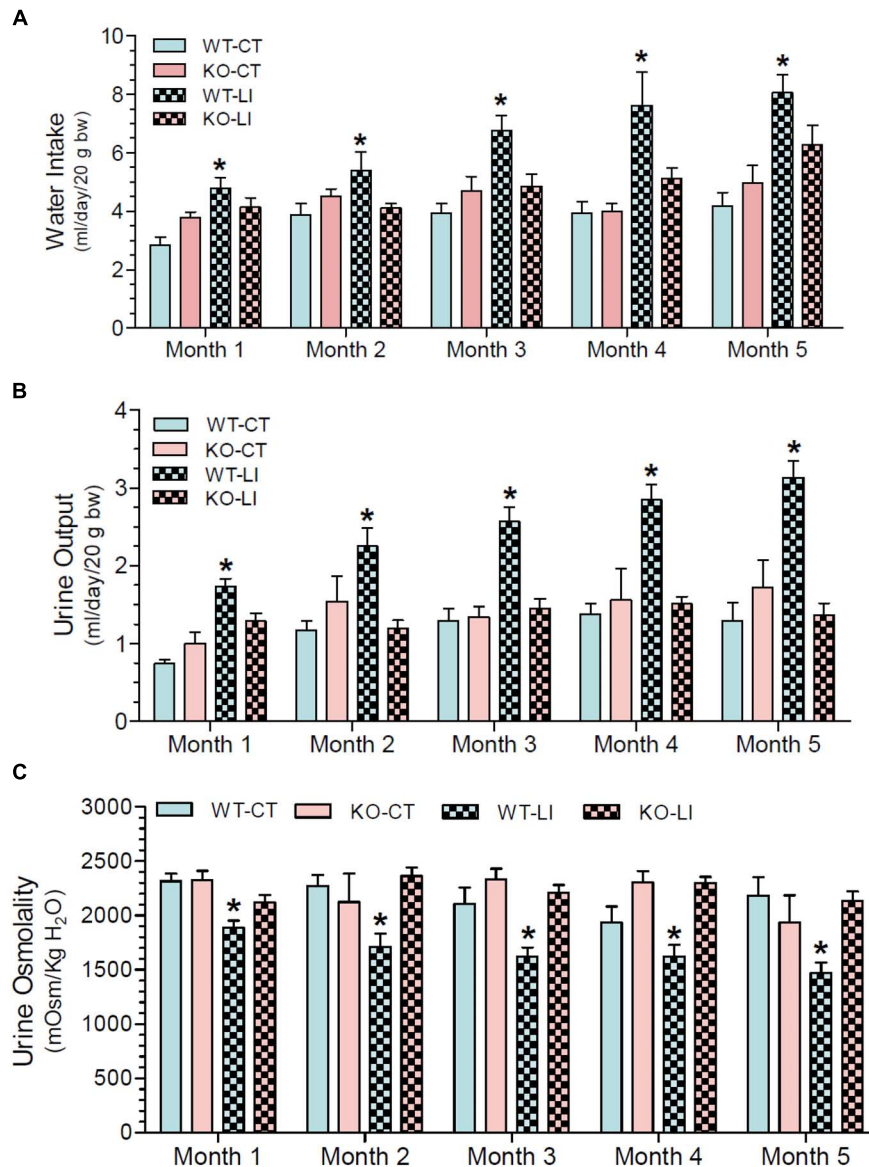 A
WT-CT
KO-CT
WT-LI
KO-LI
Water Intake
(ml/day/20 g bw)
10
8
6
4
2
0
* * * * *
Month 1 Month 2 Month 3 Month 4 Month 5
B
WT-CT
KO-CT
WT-LI
KO-LI
Urine Output
(ml/day/20 g bw)
4
3
2
1
0
* * * * *
Month 1 Month 2 Month 3 Month 4 Month 5
C
WT-CT KO-CT WT-LI KO-LI
Urine Osmolality
(mOsm/Kg H₂O)
3000
2500
2000
1500
1000
500
0
* * * * *
Month 1 Month 2 Month 3 Month 4 Month 5